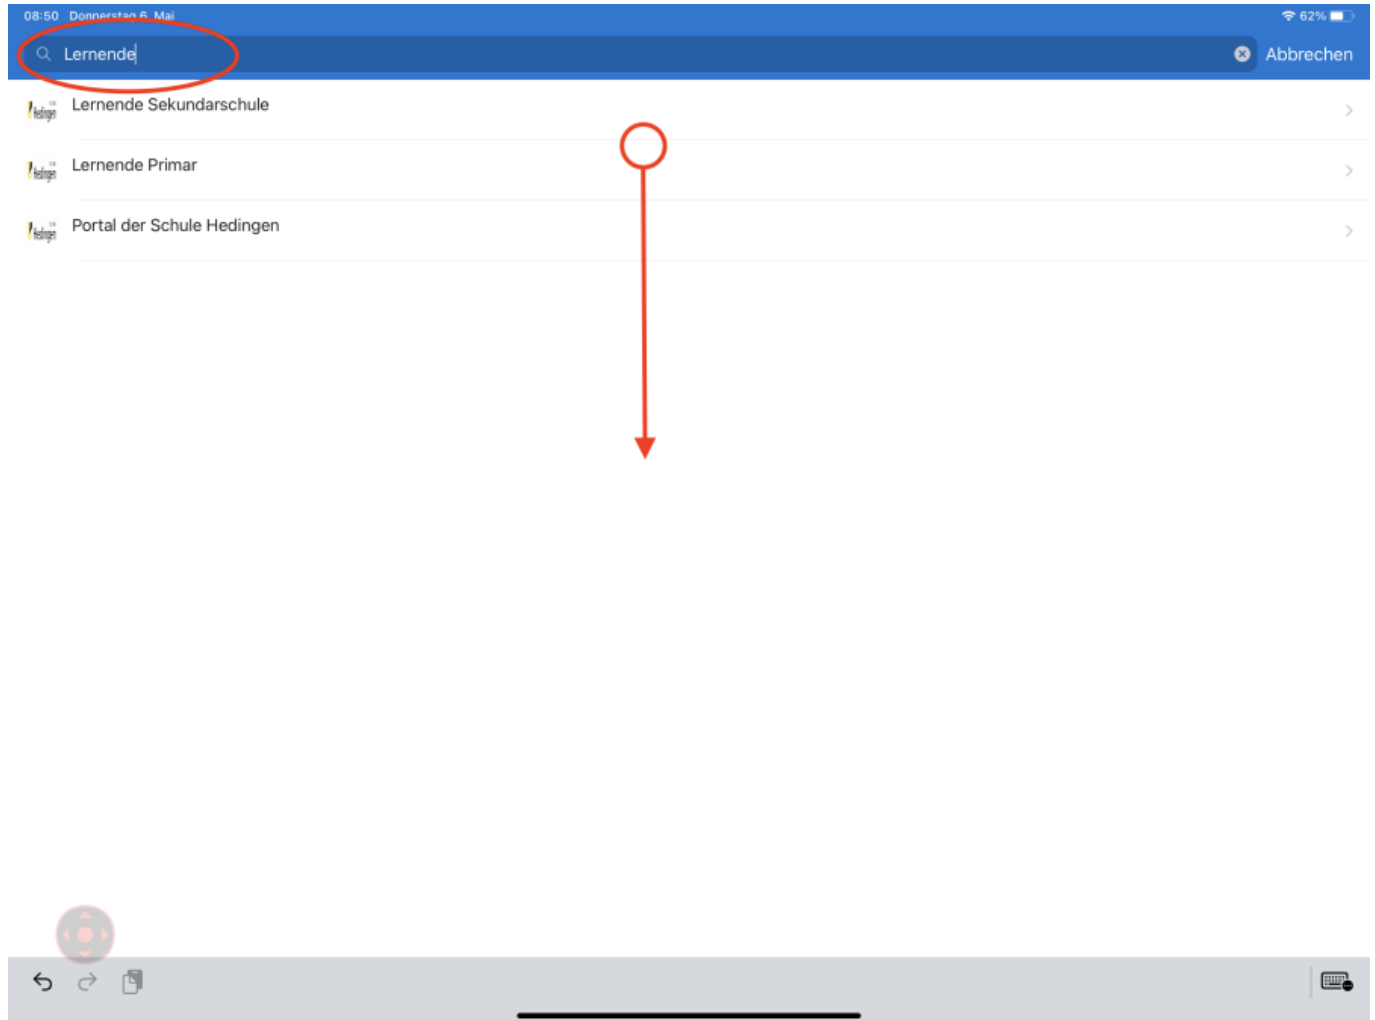 08:50 Donnerstag 6. Mai
62%
Lernende
Abbrechen
Lernende Sekundarschule
Lernende Primar
Portal der Schule Hedingen